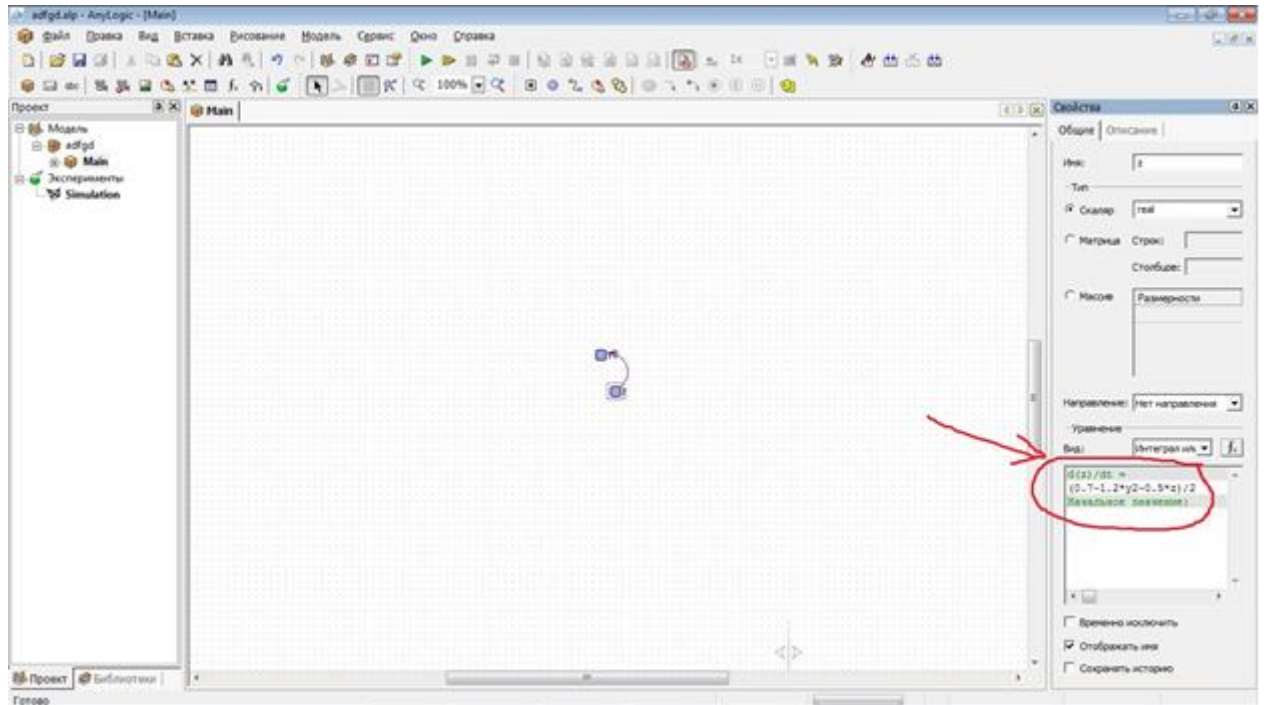 adfgd.alp - AnyLogic - [Main]
Файл Правка Вид Вставка Рисование Модель Сервис Окно Справка
100%
Проект
Main
Свойства
Модель
adfgd
Main
Эксперименты
Simulation
Общие Описание
Имя: z
Тип
Скаляр real
Матрица Строк:
Столбцов:
Массив Размерности
Направление: Нет направления
Уравнение
Вид: Интеграл
d(z)/dt =
(0.7-1.2*y2-0.5*z)/2
Начальное значение:
Временно исключить
Отображать имя
Сохранять историю
Проект Библиотеки
Готово